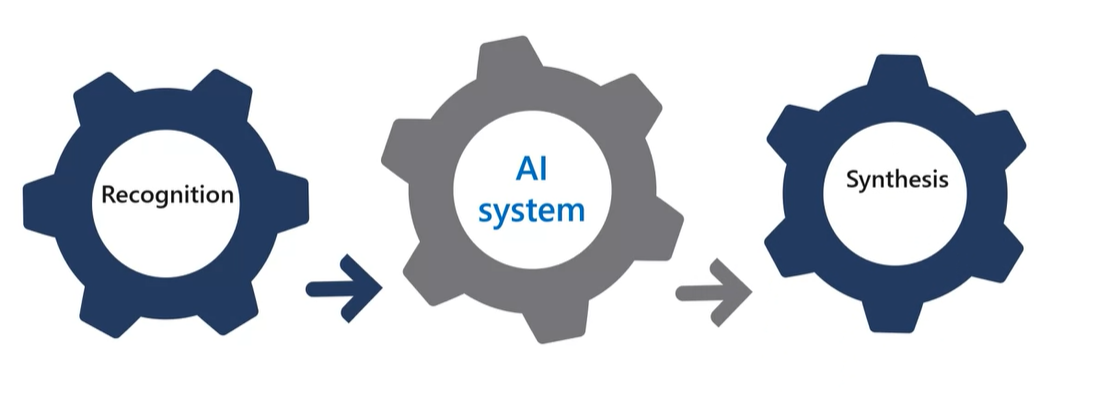 Recognition
AI
system
Synthesis